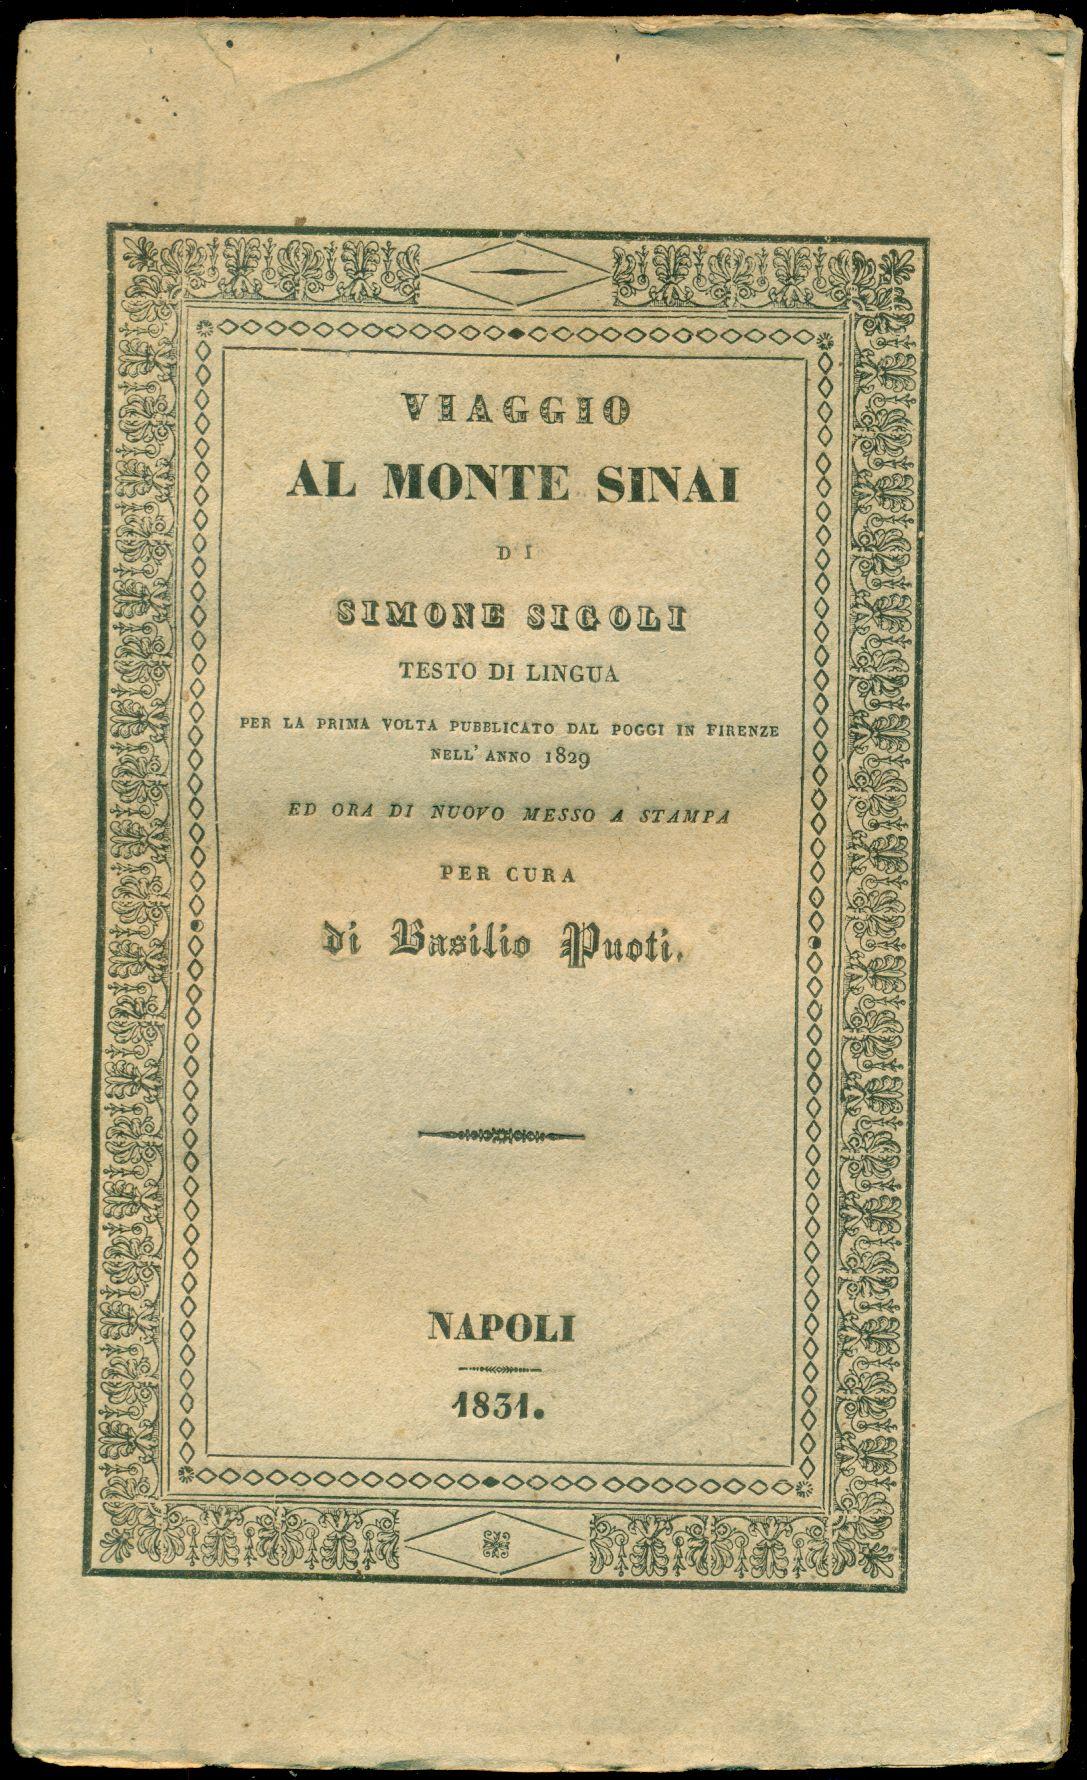 VIAGGIO
AL MONTE SINAI
DI
SIMONE SIGOLI
TESTO DI LINGUA
PER LA PRIMA VOLTA PUBBLICATO DAL POGGI IN FIRENZE
NELL' ANNO 1829
ED ORA DI NUOVO MESSO A STAMPA
PER CURA
di Basilio Puoti.
NAPOLI
1831.